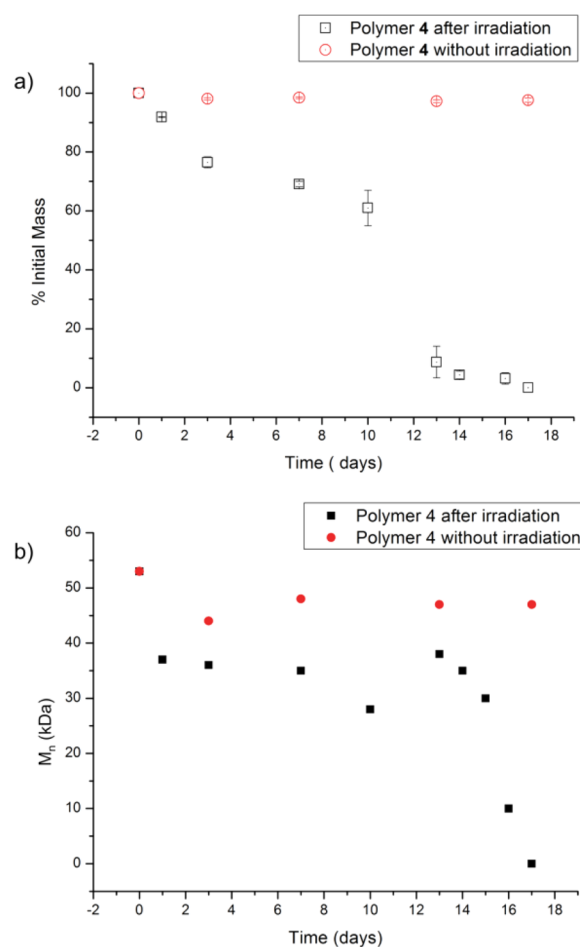 Polymer 4 after irradiation
Polymer 4 without irradiation
a)
100
80
60
40
20
0
% Initial Mass
-2 0 2 4 6 8 10 12 14 16 18
Time ( days)
Polymer 4 after irradiation
Polymer 4 without irradiation
b)
60
50
40
30
20
10
0
Mn (kDa)
-2 0 2 4 6 8 10 12 14 16 18
Time (days)